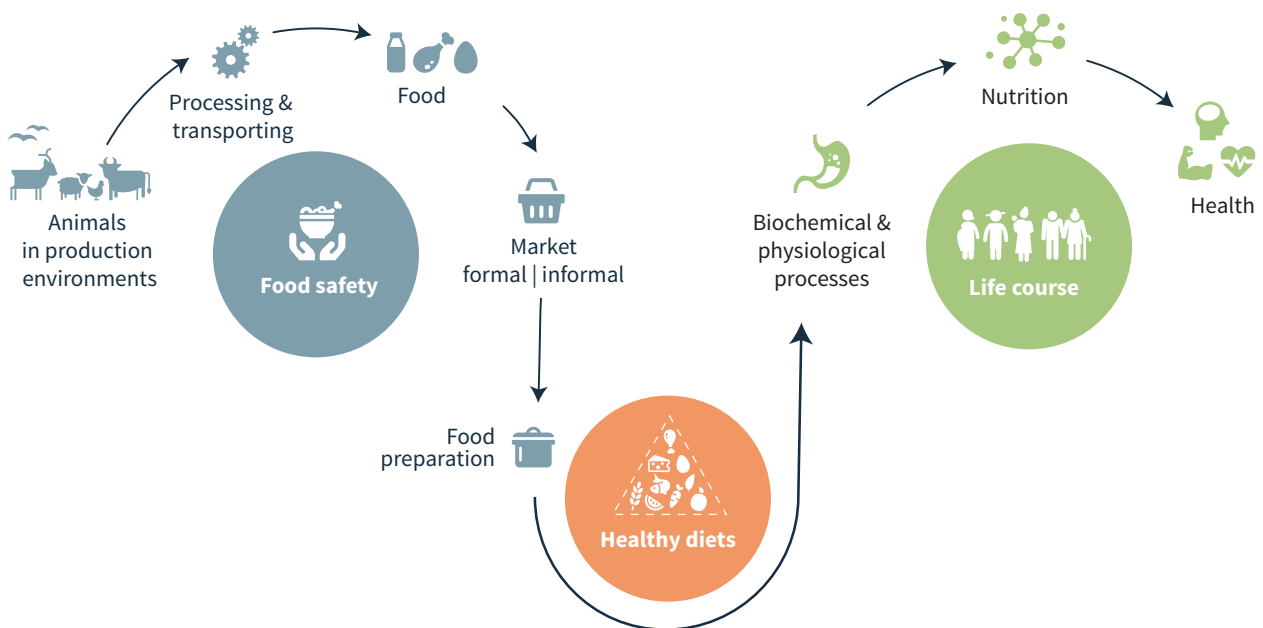 Processing &
transporting
Food
Animals
in production
environments
Food safety
Market
formal | informal
Food
preparation
Healthy diets
Biochemical &
physiological
processes
Nutrition
Life course
Health